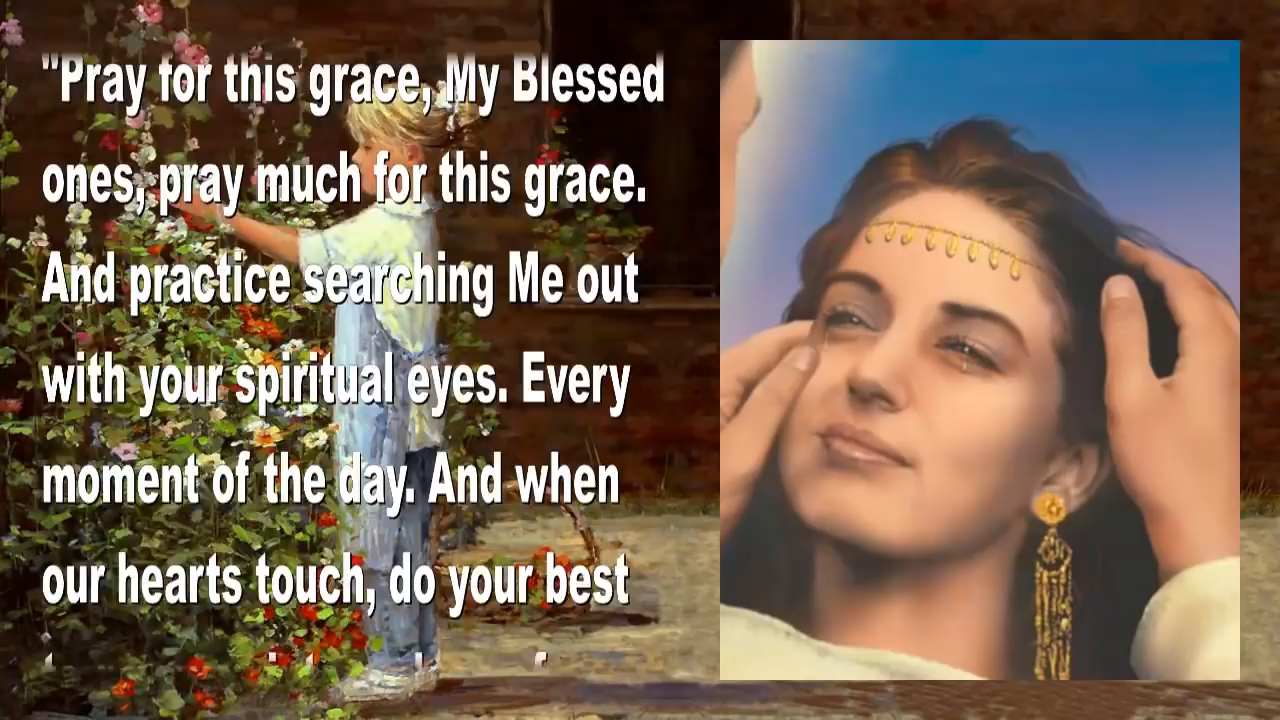 "Pray for this grace, My Blessed
ones, pray much for this grace.
And practice searching Me out
with your spiritual eyes. Every
moment of the day. And when
our hearts touch, do your best